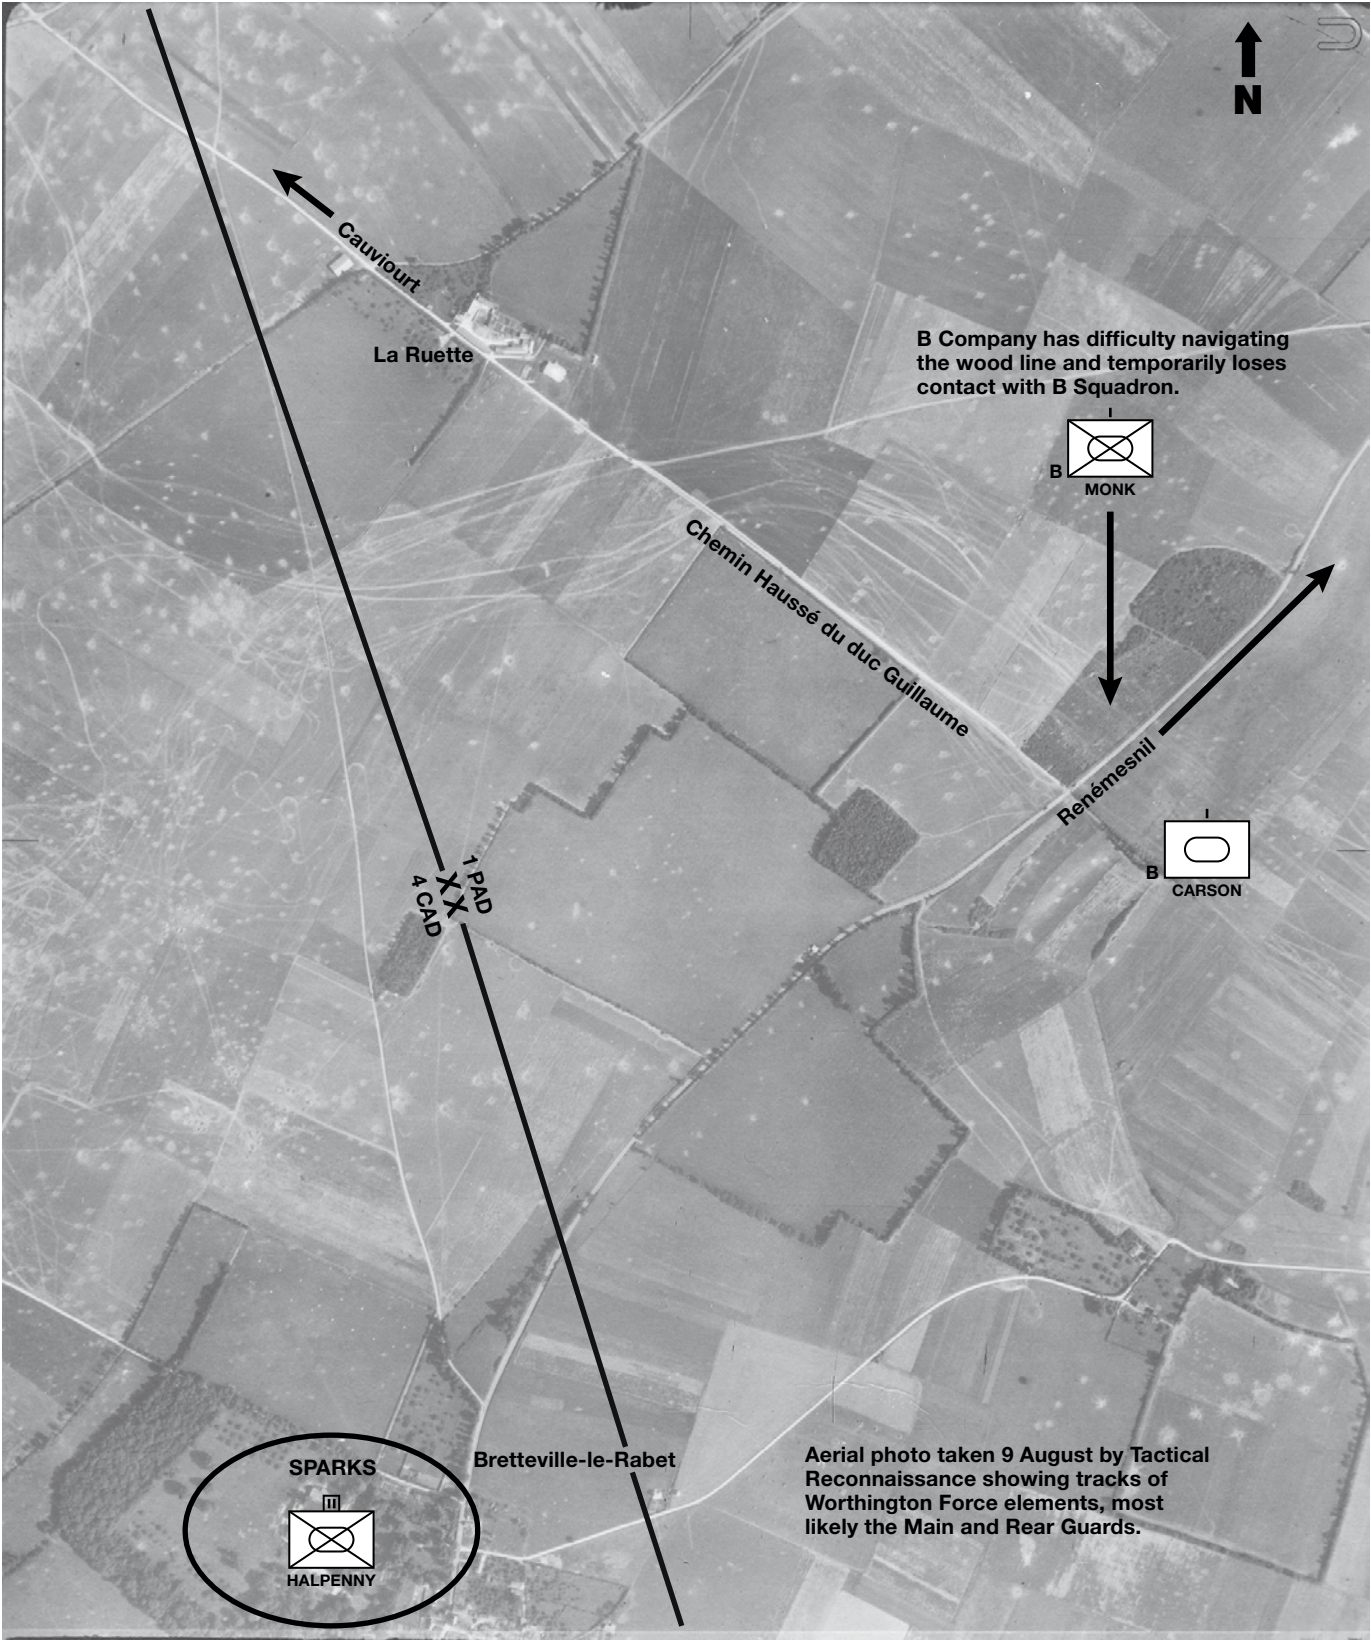 N
Cauviourt
La Ruette
B Company has difficulty navigating
the wood line and temporarily loses
contact with B Squadron.
B
MONK
Chemin Haussé du duc Guillaume
Renémesnil
B
CARSON
1 PAD
XX
4 CAD
Bretteville-le-Rabet
SPARKS
II
HALPENNY
Aerial photo taken 9 August by Tactical
Reconnaissance showing tracks of
Worthington Force elements, most
likely the Main and Rear Guards.